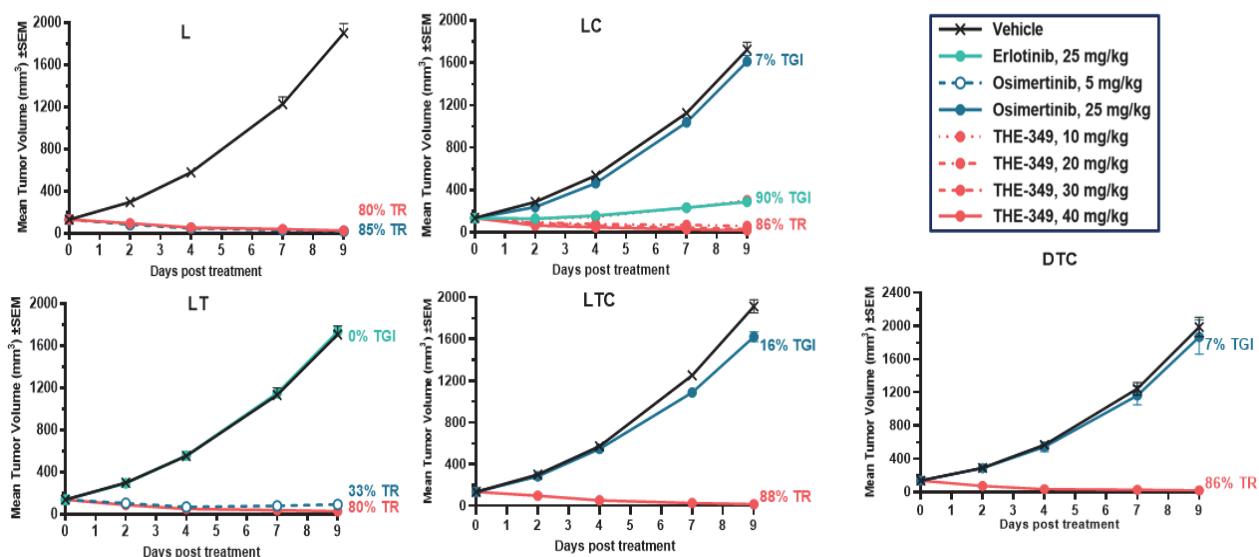 L
Mean Tumor Volume (mm³) ±SEM
2000
1600
1200
800
400
0
80% TR
85% TR
0 1 2 3 4 5 6 7 8 9
Days post treatment
LC
Mean Tumor Volume (mm³) ±SEM
2000
1600
1200
800
400
0
7% TGI
90% TGI
86% TR
0 1 2 3 4 5 6 7 8 9
Days post treatment
Vehicle
Erlotinib, 25 mg/kg
Osimertinib, 5 mg/kg
Osimertinib, 25 mg/kg
THE-349, 10 mg/kg
THE-349, 20 mg/kg
THE-349, 30 mg/kg
THE-349, 40 mg/kg
LT
Mean Tumor Volume (mm³) ±SEM
2000
1600
1200
800
400
0
0% TGI
33% TR
80% TR
0 1 2 3 4 5 6 7 8 9
Days post treatment
LTC
Mean Tumor Volume (mm³) ±SEM
2000
1600
1200
800
400
0
16% TGI
88% TR
0 1 2 3 4 5 6 7 8 9
Days post treatment
DTC
Mean Tumor Volume (mm³) ±SEM
2400
2000
1600
1200
800
400
0
7% TGI
86% TR
0 1 2 3 4 5 6 7 8 9
Days post treatment